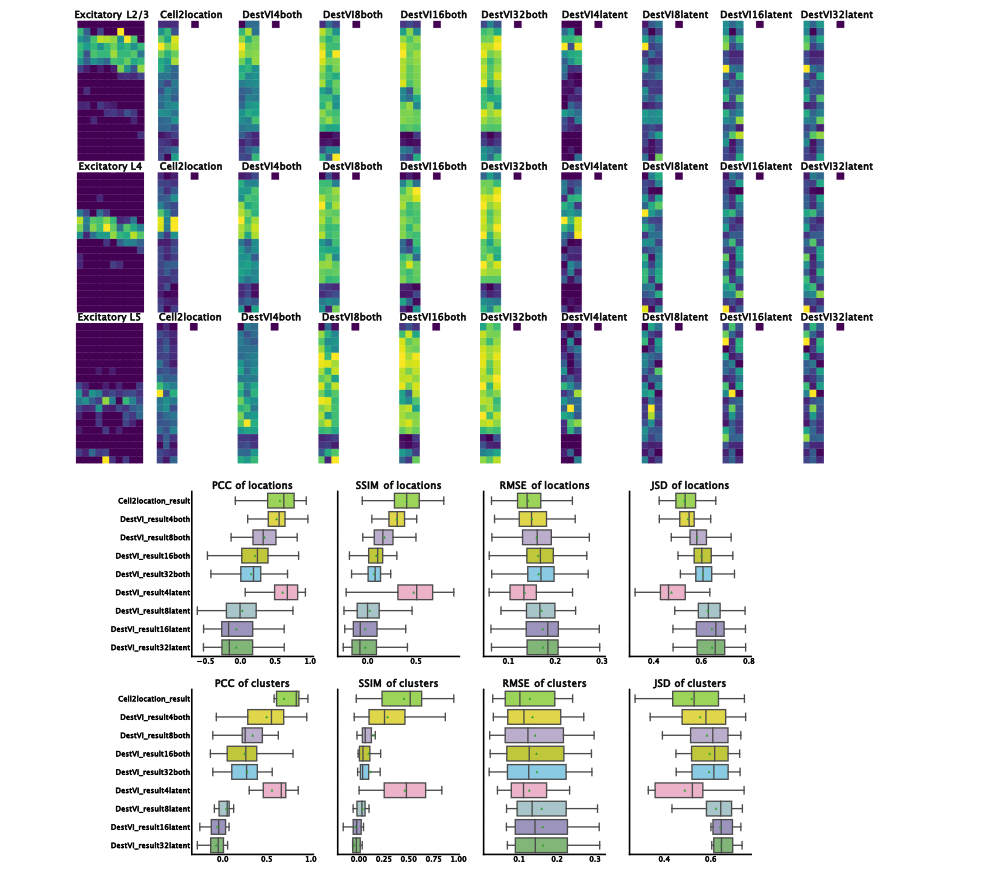 Excitatory L2/3 Cell2location DestVI4both DestVI8both DestVI16both DestVI32both DestVI4latent DestVI8latent DestVI16latent DestVI32latent
Excitatory L4 Cell2location DestVI4both DestVI8both DestVI16both DestVI32both DestVI4latent DestVI8latent DestVI16latent DestVI32latent
Excitatory L5 Cell2location DestVI4both DestVI8both DestVI16both DestVI32both DestVI4latent DestVI8latent DestVI16latent DestVI32latent
PCC of locations SSIM of locations RMSE of locations JSD of locations
Cell2location_result
DestVI_result4both
DestVI_result8both
DestVI_result16both
DestVI_result32both
DestVI_result4latent
DestVI_result8latent
DestVI_result16latent
DestVI_result32latent
−0.5 0.0 0.5 1.0 0.0 0.5 0.1 0.2 0.3 0.4 0.6 0.8
PCC of clusters SSIM of clusters RMSE of clusters JSD of clusters
Cell2location_result
DestVI_result4both
DestVI_result8both
DestVI_result16both
DestVI_result32both
DestVI_result4latent
DestVI_result8latent
DestVI_result16latent
DestVI_result32latent
0.0 0.5 1.0 0.00 0.25 0.50 0.75 1.00 0.1 0.2 0.3 0.4 0.6